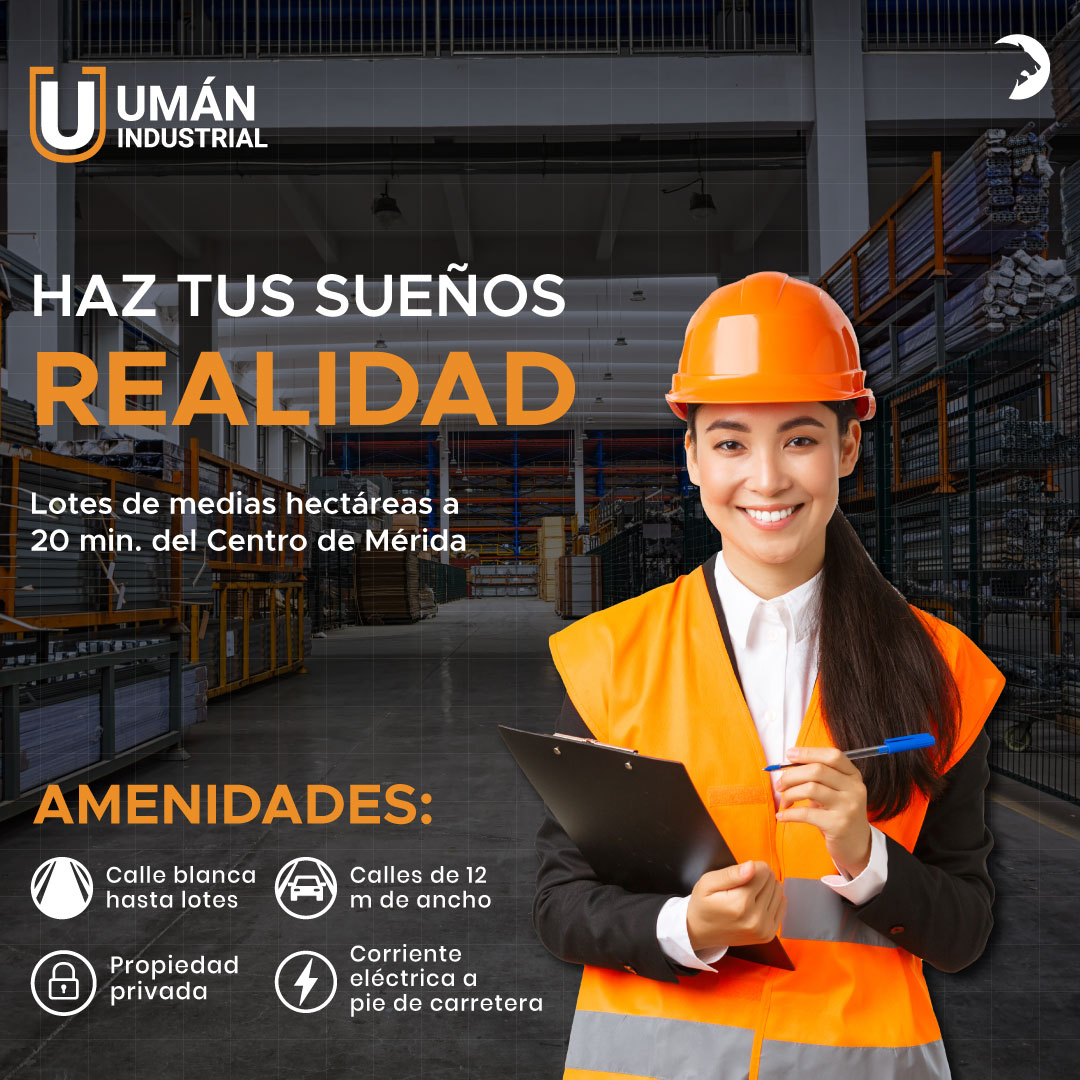 U UMÁN
INDUSTRIAL
HAZ TUS SUEÑOS
REALIDAD
Lotes de medias hectáreas a
20 min. del Centro de Mérida
AMENIDADES:
Calle blanca
hasta lotes
Calles de 12
m de ancho
Propiedad
privada
Corriente
eléctrica a
pie de carretera